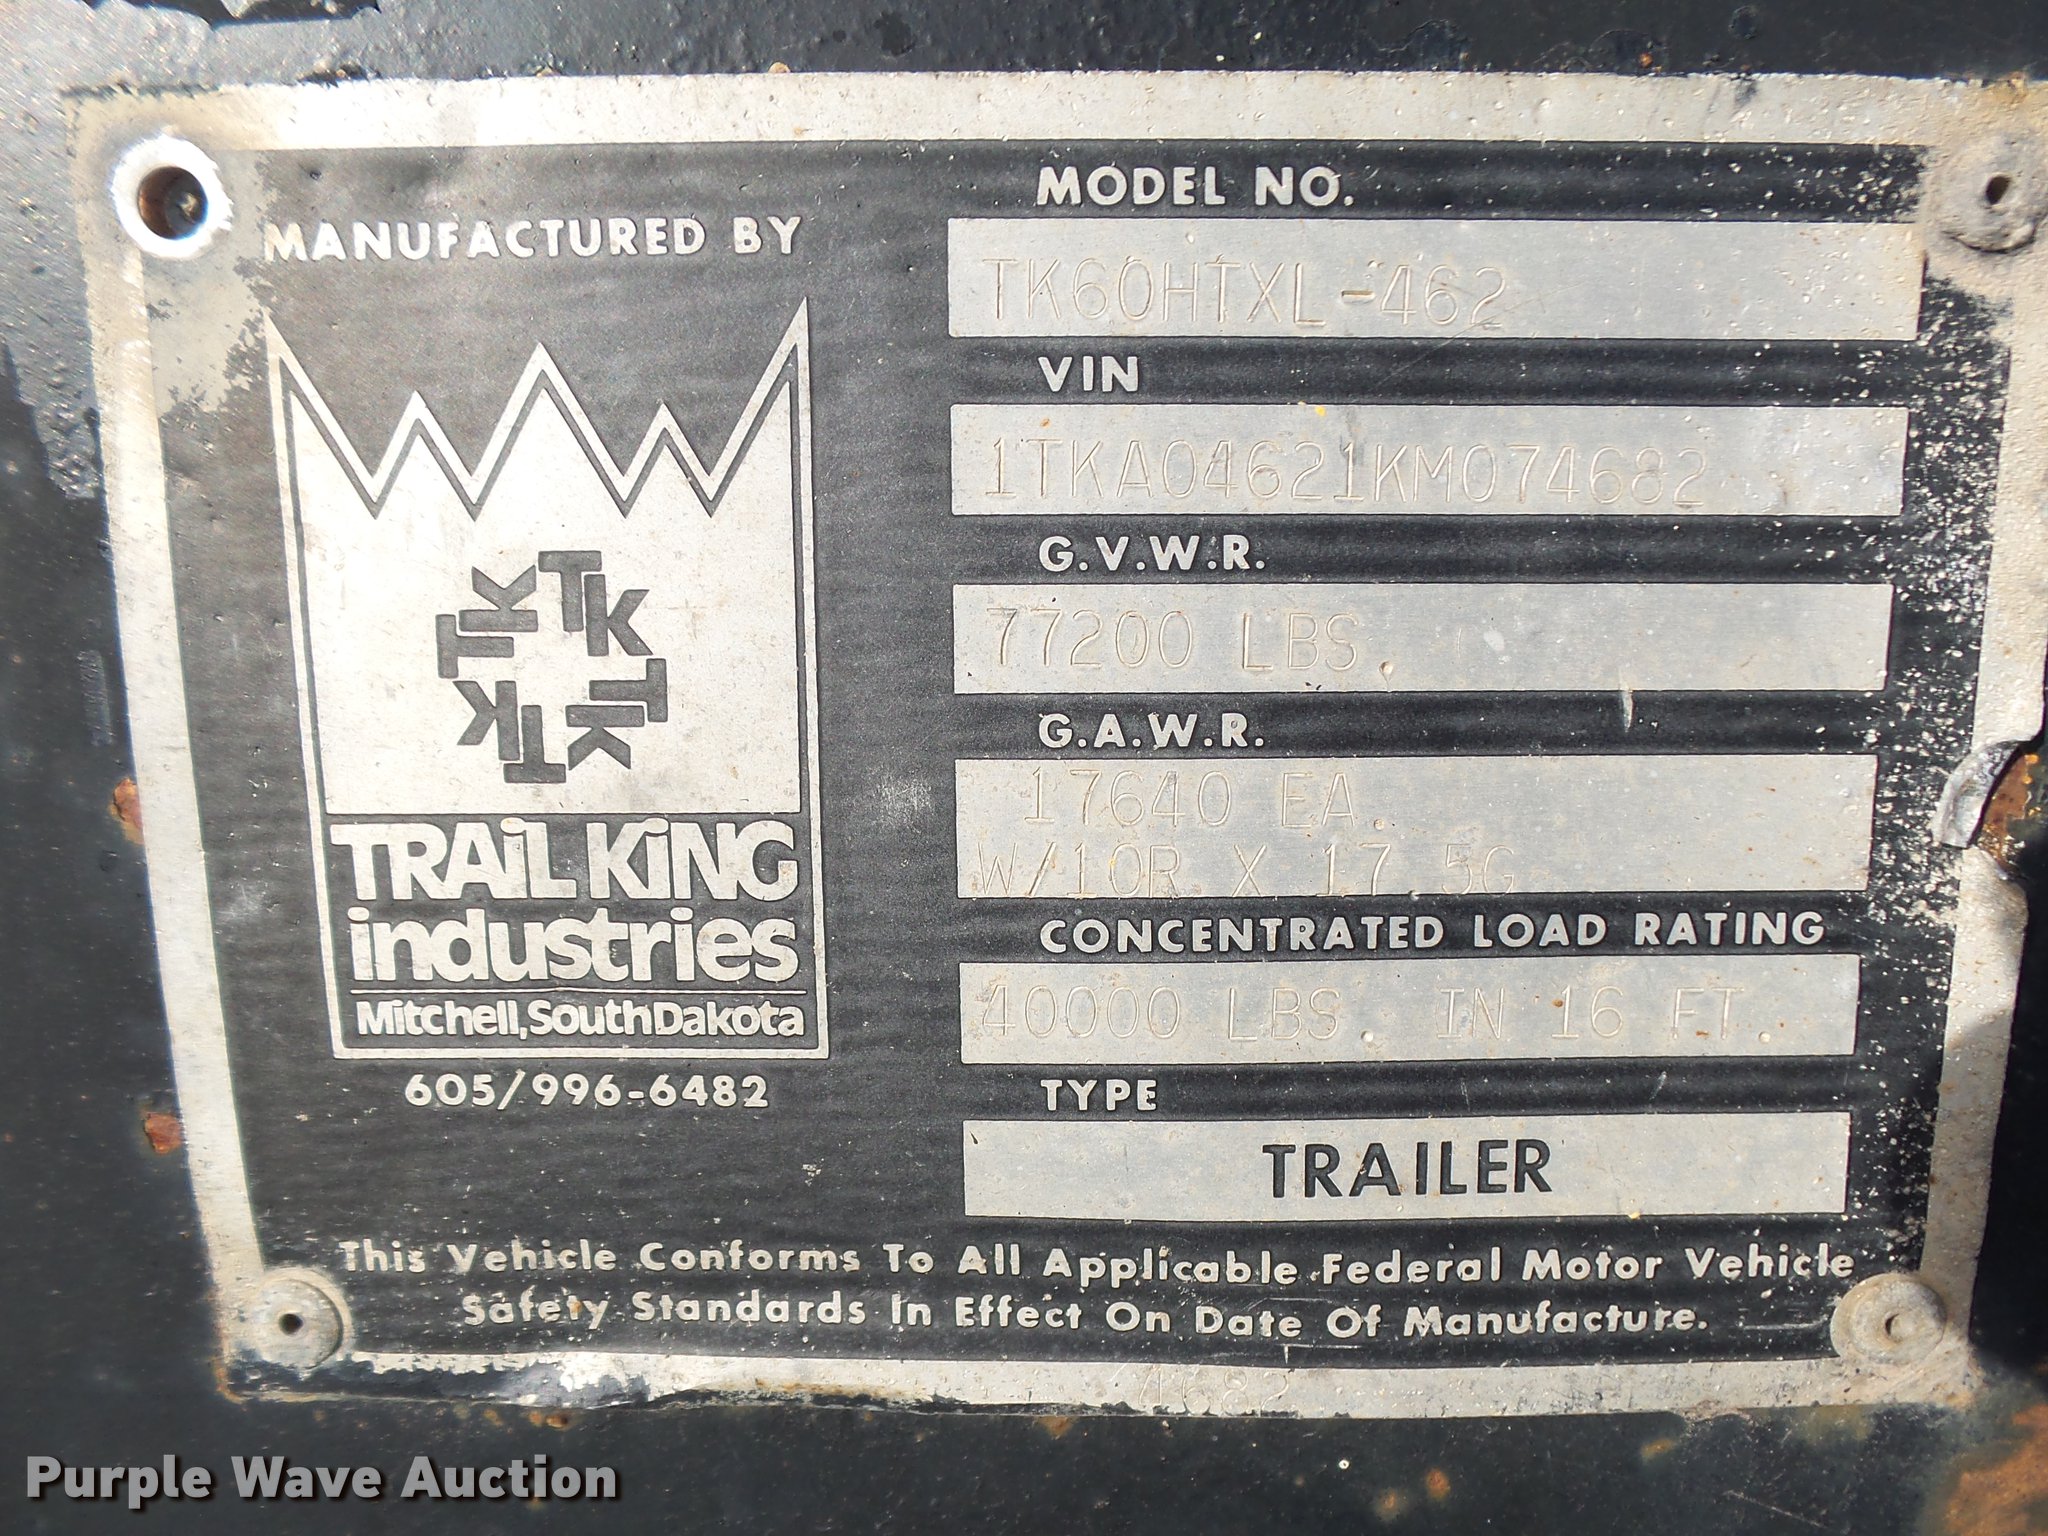 MANUFACTURED BY
TK TK TK TK TK
TRAIL KING
industries
Mitchell, South Dakota
605/996-6482
MODEL NO.
TK60HTXL-462
VIN
1TKA04621KM074682
G.V.W.R.
77200 LBS.
G.A.W.R.
17640 EA.
W/10R X 17.5G
CONCENTRATED LOAD RATING
40000 LBS. IN 16 FT.
TYPE
TRAILER
This Vehicle Conforms To All Applicable Federal Motor Vehicle
Safety Standards In Effect On Date Of Manufacture.
4682
Purple Wave Auction